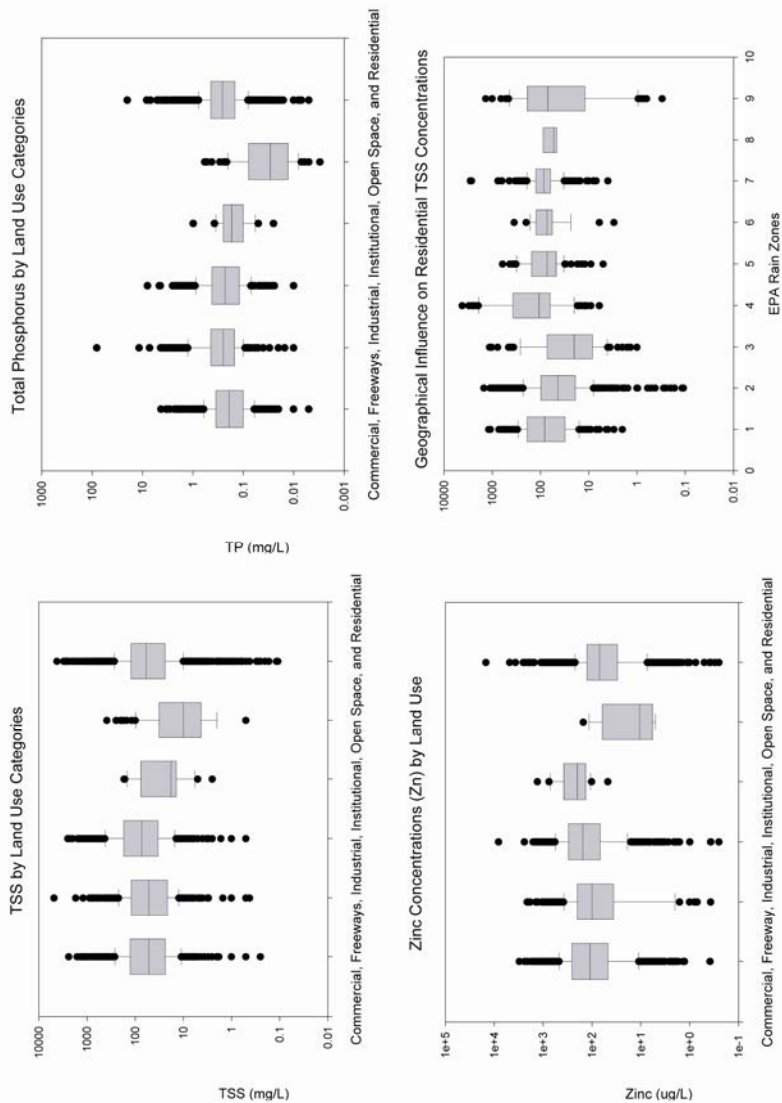 TSS by Land Use Categories
10000
1000
100
10
1
0.1
0.01
TSS (mg/L)
Commercial, Freeways, Industrial, Institutional, Open Space, and Residential
Total Phosphorus by Land Use Categories
1000
100
10
1
0.1
0.01
0.001
TP (mg/L)
Commercial, Freeways, Industrial, Institutional, Open Space, and Residential
Zinc Concentrations (Zn) by Land Use
1e+5
1e+4
1e+3
1e+2
1e+1
1e+0
1e-1
Zinc (ug/L)
Commercial, Freeway, Industrial, Institutional, Open Space, and Residential
Geographical Influence on Residential TSS Concentrations
10000
1000
100
10
1
0.1
0.01
0 1 2 3 4 5 6 7 8 9 10
EPA Rain Zones